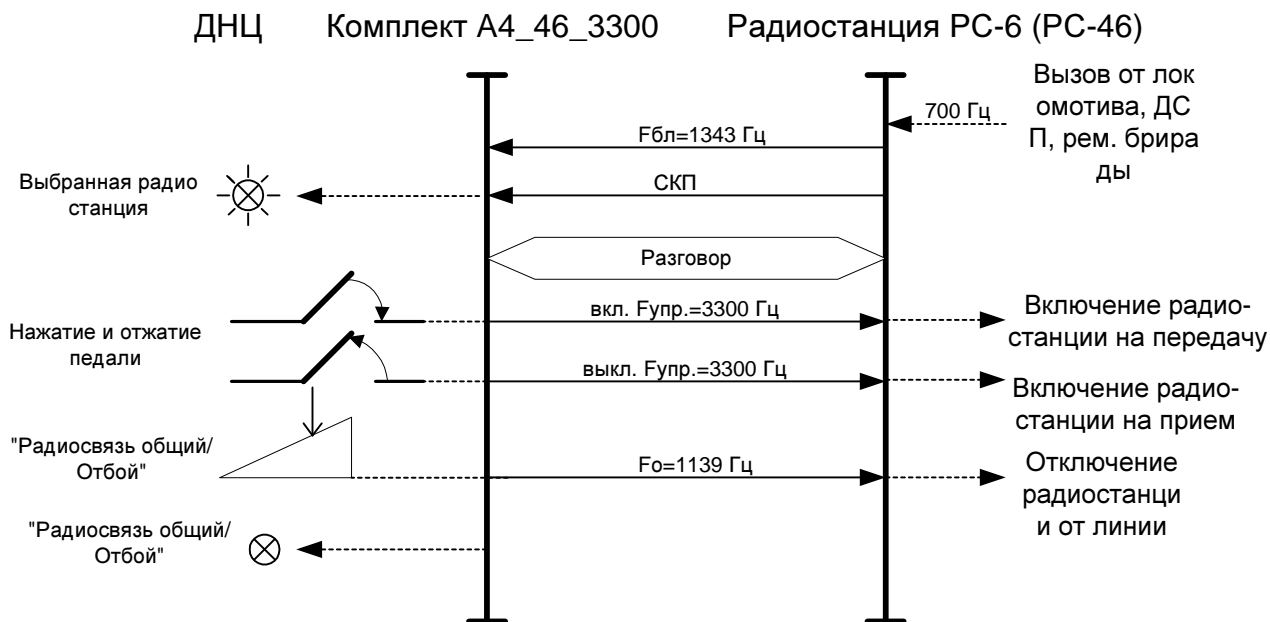 ДНЦ Комплект А4_46_3300 Радиостанция РС-6 (РС-46)
Вызов от лок
омотива, ДС
П, рем. брира
ды
700 Гц
Fбл=1343 Гц
СКП
Выбранная радио
станция
Разговор
Нажатие и отжатие
педали
вкл. Fупр.=3300 Гц
Включение радио-
станции на передачу
выкл. Fупр.=3300 Гц
Включение радио-
станции на прием
"Радиосвязь общий/
Отбой"
Fо=1139 Гц
Отключение
радиостанци
и от линии
"Радиосвязь общий/
Отбой"